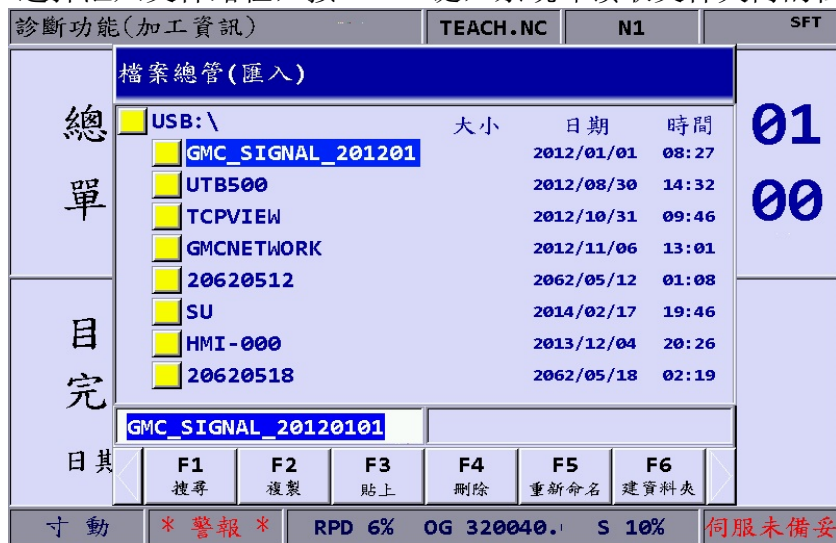 診斷功能(加工資訊) TEACH.NC N1 SFT
檔案總管(匯入)
總 USB:\ 大小 日期 時間 01
GMC_SIGNAL_201201 2012/01/01 08:27
單 UTB500 2012/08/30 14:32 00
TCPVIEW 2012/10/31 09:46
GMCNETWORK 2012/11/06 13:01
20620512 2062/05/12 01:08
SU 2014/02/17 19:46
目 HMI-000 2013/12/04 20:26
完 20620518 2062/05/18 02:19
GMC_SIGNAL_20120101
日期 F1 F2 F3 F4 F5 F6
搜尋 複製 貼上 刪除 重新命名 建資料夾
寸動 * 警報 * RPD 6% OG 320040. S 10% 伺服未備妥